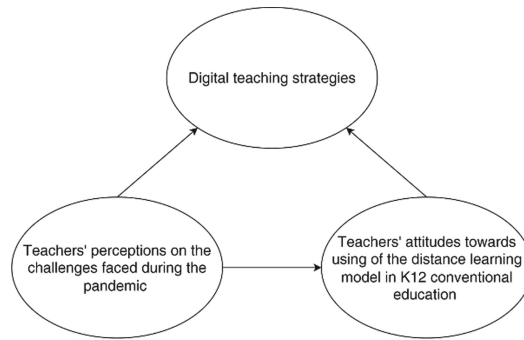 Digital teaching strategies
Teachers' perceptions on the
challenges faced during the
pandemic
Teachers' attitudes towards
using of the distance learning
model in K12 conventional
education